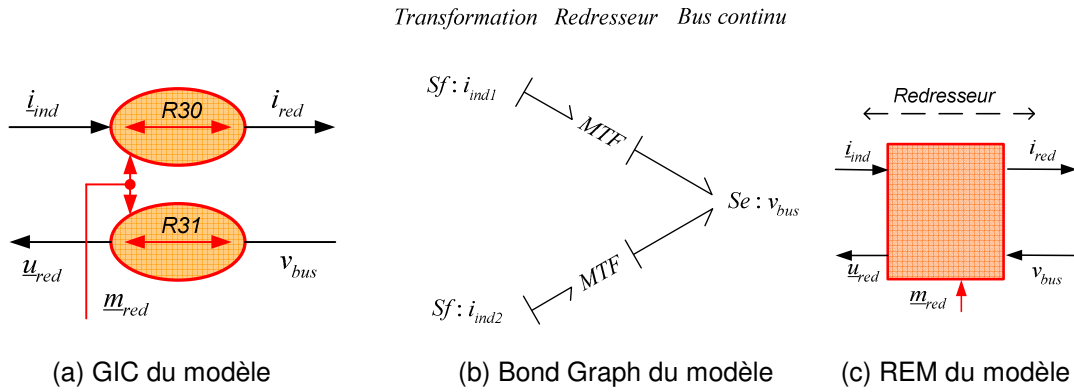 Transformation Redresseur Bus continu
i_ind
R30
i_red
R31
u_red
v_bus
m_red
(a) GIC du modèle
Sf : i_ind1
MTF
Se : v_bus
MTF
Sf : i_ind2
(b) Bond Graph du modèle
Redresseur
i_ind
i_red
u_red
v_bus
m_red
(c) REM du modèle